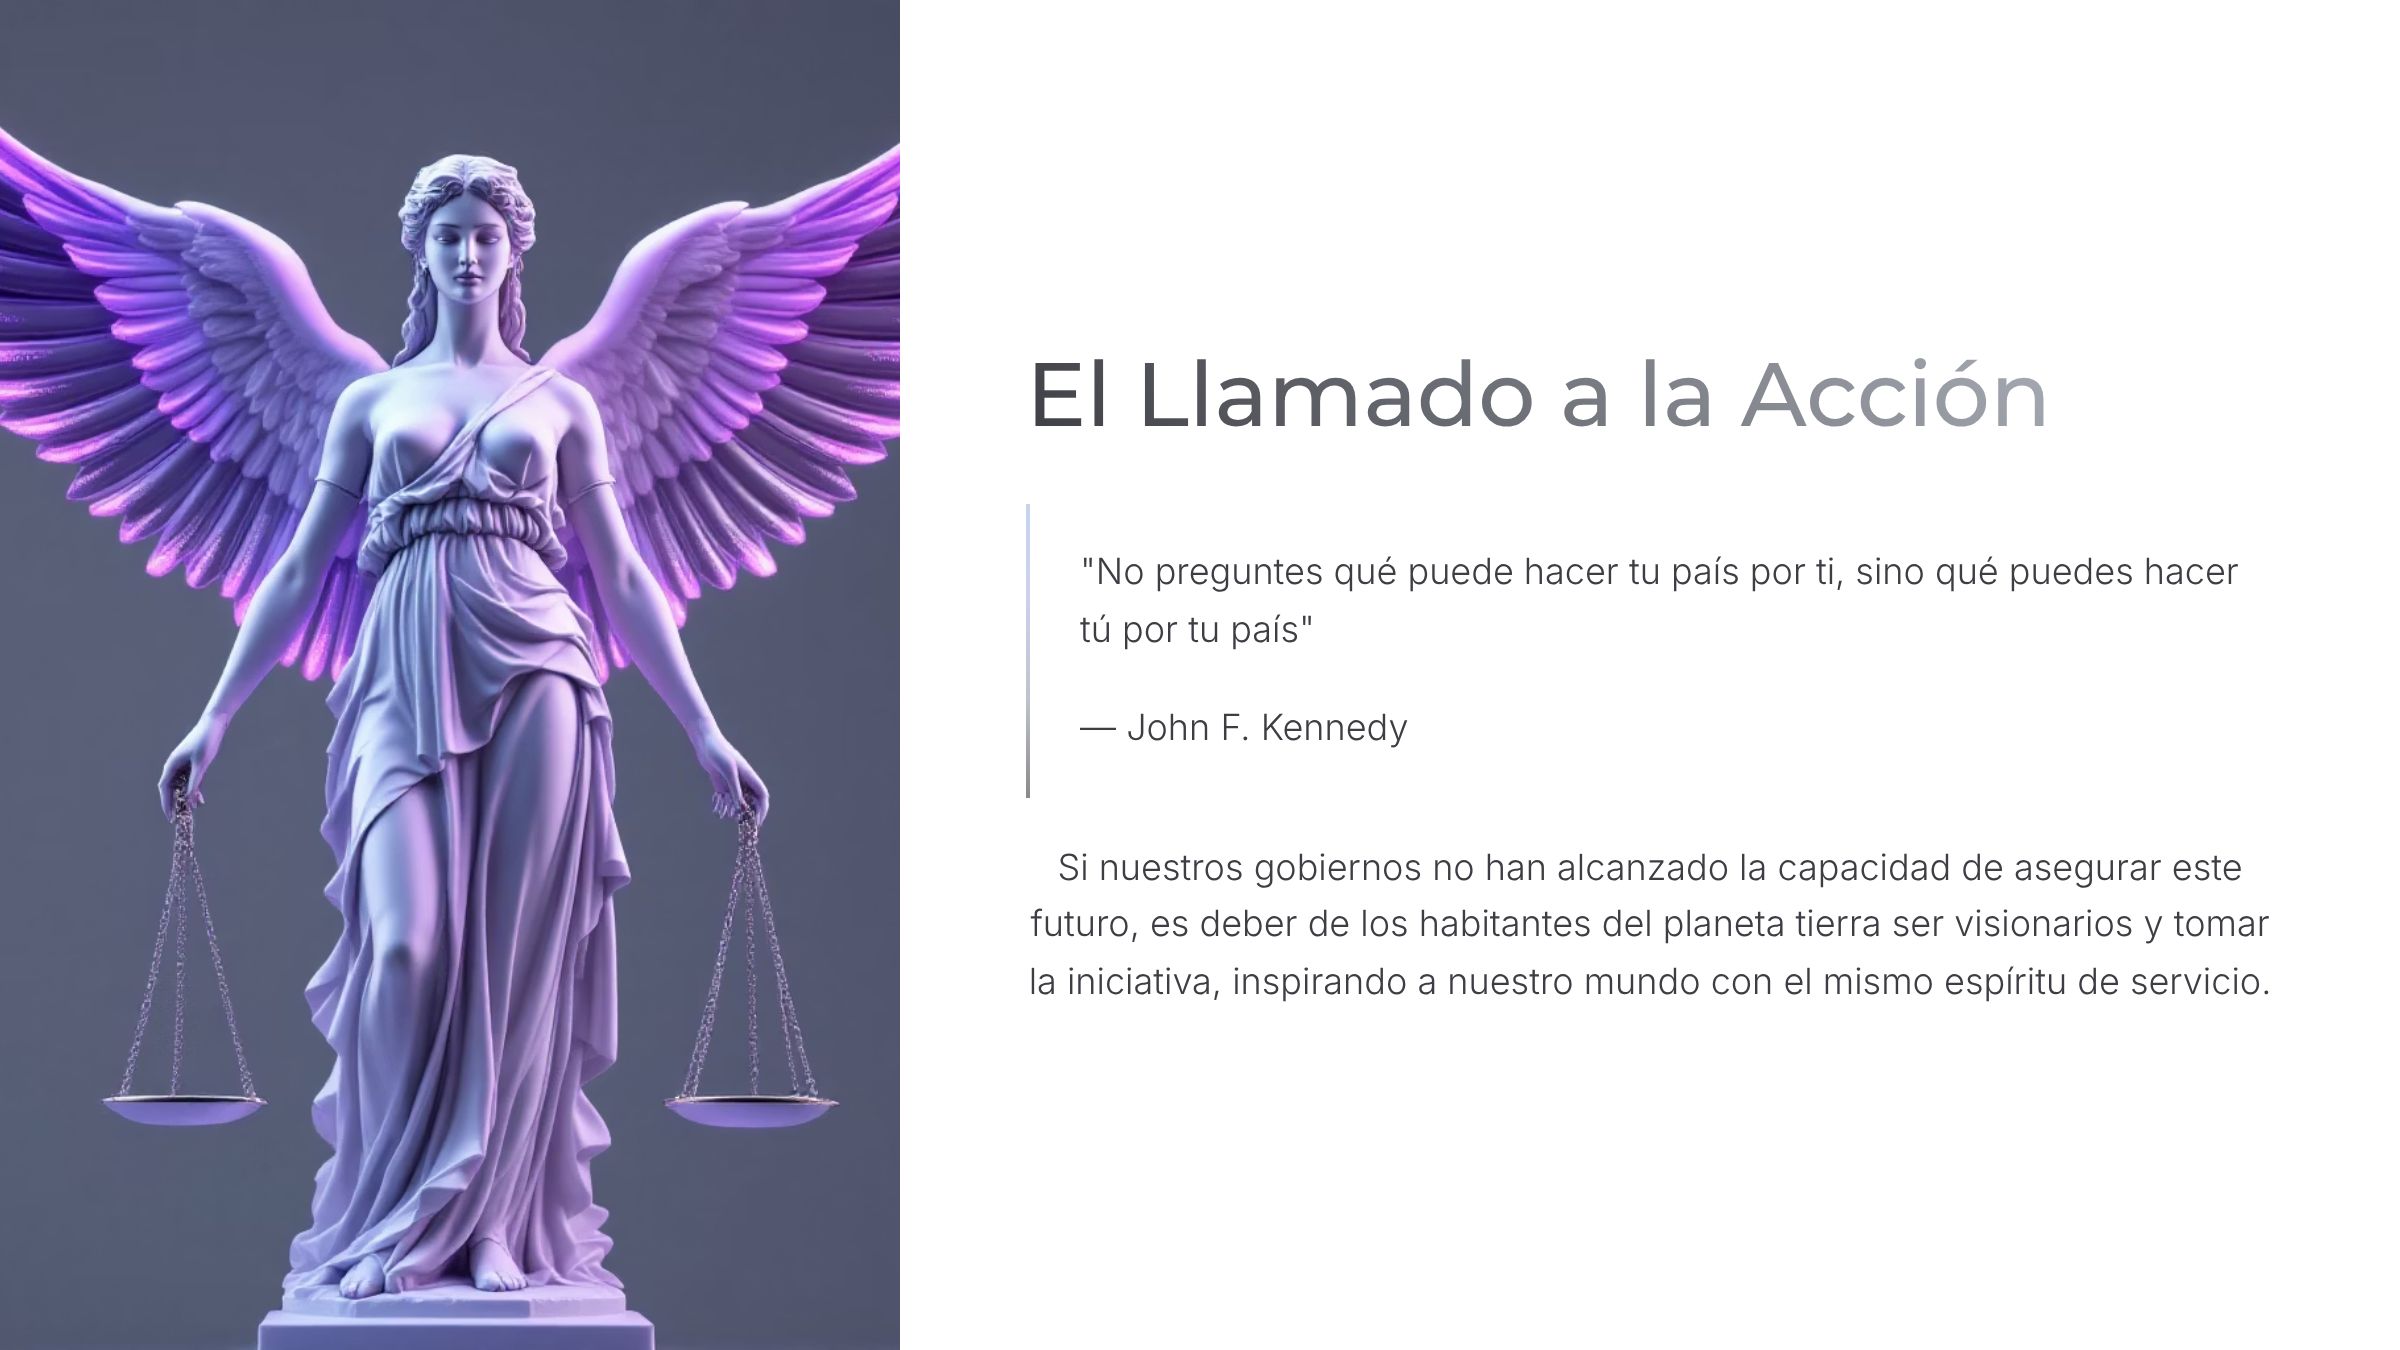 El Llamado a la Acción
"No preguntes qué puede hacer tu país por ti, sino qué puedes hacer
tú por tu país"
— John F. Kennedy
Si nuestros gobiernos no han alcanzado la capacidad de asegurar este
futuro, es deber de los habitantes del planeta tierra ser visionarios y tomar
la iniciativa, inspirando a nuestro mundo con el mismo espíritu de servicio.